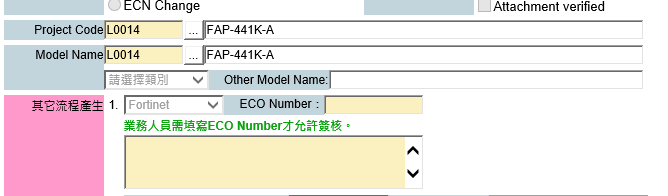 ECN Change Attachment verified
Project Code L0014 ... FAP-441K-A
Model Name L0014 ... FAP-441K-A
請選擇類別 Other Model Name:
其它流程產生 1. Fortinet ECO Number：
業務人員需填寫ECO Number才允許簽核。